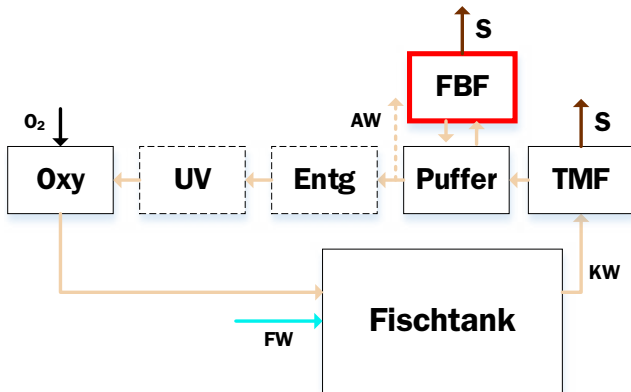 S
FBF
O₂
AW
S
Oxy
UV
Entg
Puffer
TMF
KW
Fischtank
FW